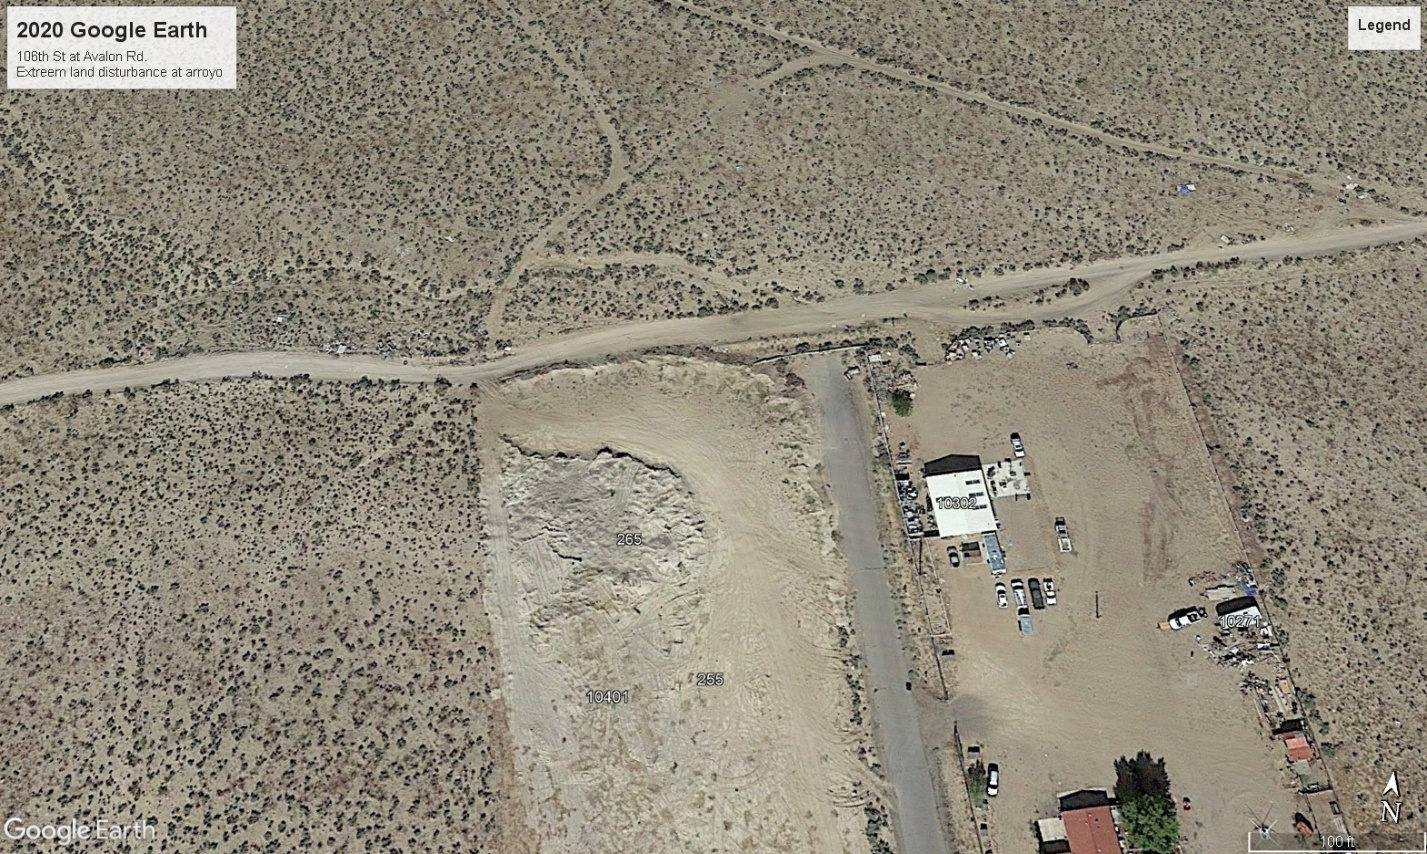 2020 Google Earth
106th St at Avalon Rd.
Extreem land disturbance at arroyo
Legend
10302
265
10271
255
10401
N
Google Earth
100 ft